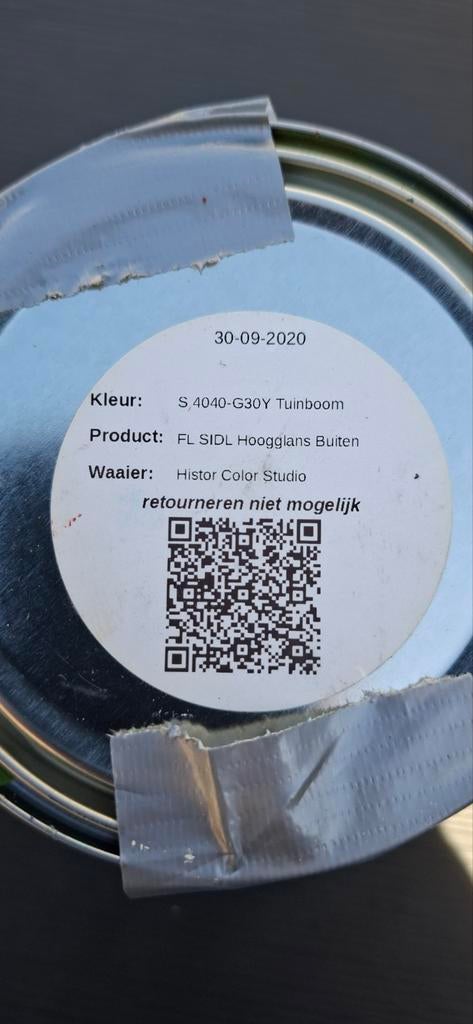 30-09-2020
Kleur: S 4040-G30Y Tuinboom
Product: FL SIDL Hoogglans Buiten
Waaier: Histor Color Studio
retourneren niet mogelijk